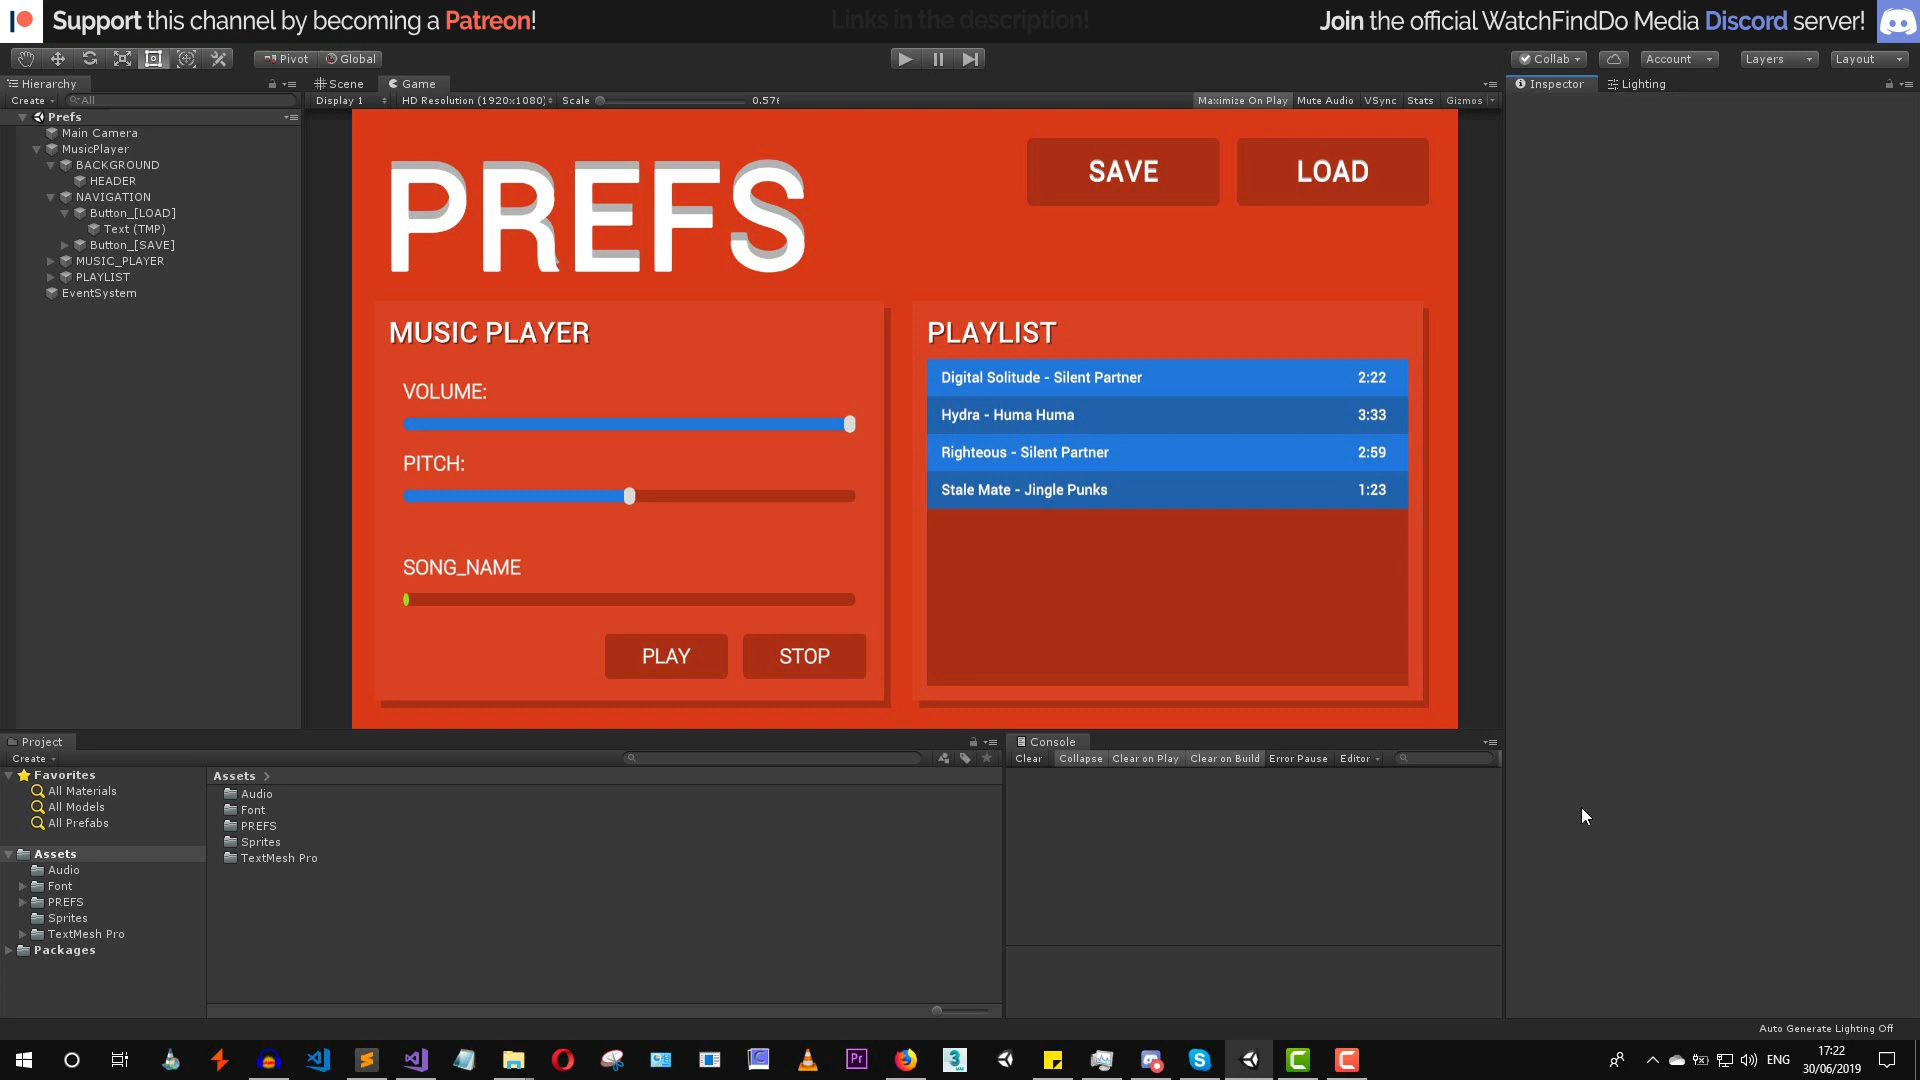 Support this channel by becoming a Patreon!
Links in the description!
Join the official WatchFindDo Media Discord server!
Pivot
Global
Collab
Account
Layers
Layout
Hierarchy
Scene
Game
Inspector
Lighting
Create
All
Display 1
HD Resolution (1920x1080)
Scale
0.576
Maximize On Play
Mute Audio
VSync
Stats
Gizmos
Prefs
Main Camera
MusicPlayer
BACKGROUND
HEADER
NAVIGATION
Button_[LOAD]
Text (TMP)
Button_[SAVE]
MUSIC_PLAYER
PLAYLIST
EventSystem
PREFS
SAVE
LOAD
MUSIC PLAYER
VOLUME:
PITCH:
SONG_NAME
PLAY
STOP
PLAYLIST
Digital Solitude - Silent Partner 2:22
Hydra - Huma Huma 3:33
Righteous - Silent Partner 2:59
Stale Mate - Jingle Punks 1:23
Project
Create
Favorites
All Materials
All Models
All Prefabs
Assets
Audio
Font
PREFS
Sprites
TextMesh Pro
Packages
Assets
Audio
Font
PREFS
Sprites
TextMesh Pro
Console
Clear
Collapse
Clear on Play
Clear on Build
Error Pause
Editor
Auto Generate Lighting Off
Pr
3
ENG
17:22
30/06/2019